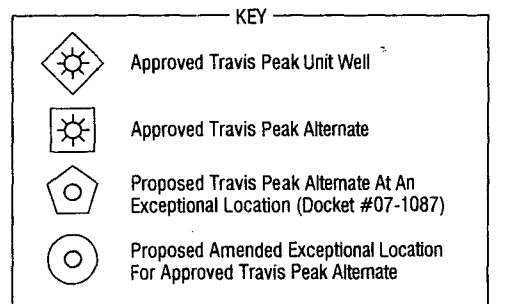 KEY
Approved Travis Peak Unit Well
Approved Travis Peak Alternate
Proposed Travis Peak Alternate At An
Exceptional Location (Docket #07-1087)
Proposed Amended Exceptional Location
For Approved Travis Peak Alternate